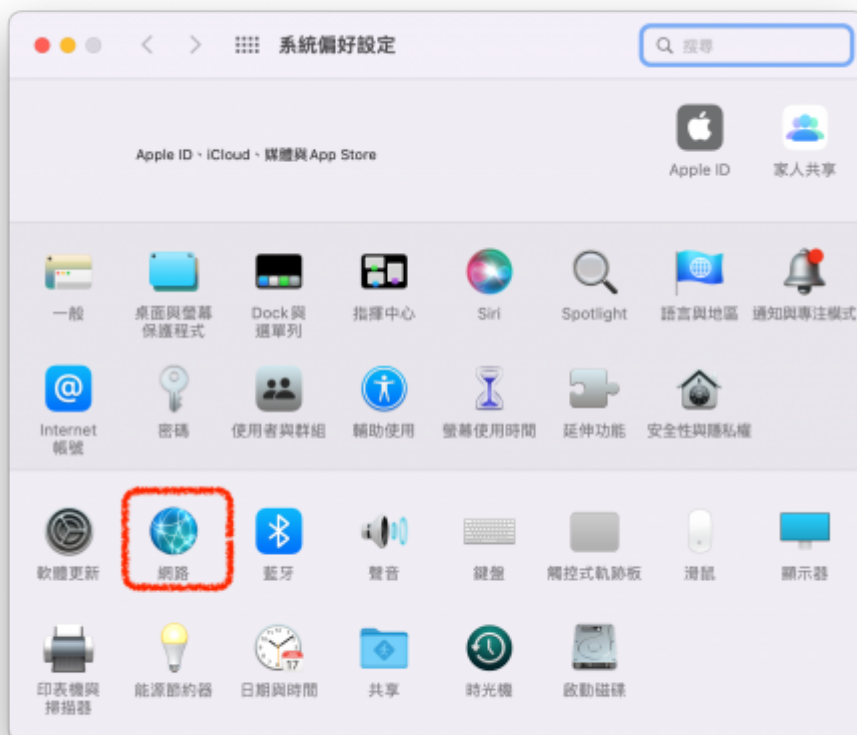 系統偏好設定
搜尋
Apple ID、iCloud、媒體與 App Store
Apple ID
家人共享
一般
桌面與螢幕
保護程式
Dock 與
選單列
指揮中心
Siri
Spotlight
語言與地區
通知與專注模式
Internet
帳號
密碼
使用者與群組
輔助使用
螢幕使用時間
延伸功能
安全性與隱私權
軟體更新
網路
藍牙
聲音
鍵盤
觸控式軌跡板
滑鼠
顯示器
印表機與
掃描器
能源節約器
17
日期與時間
共享
時光機
啟動磁碟